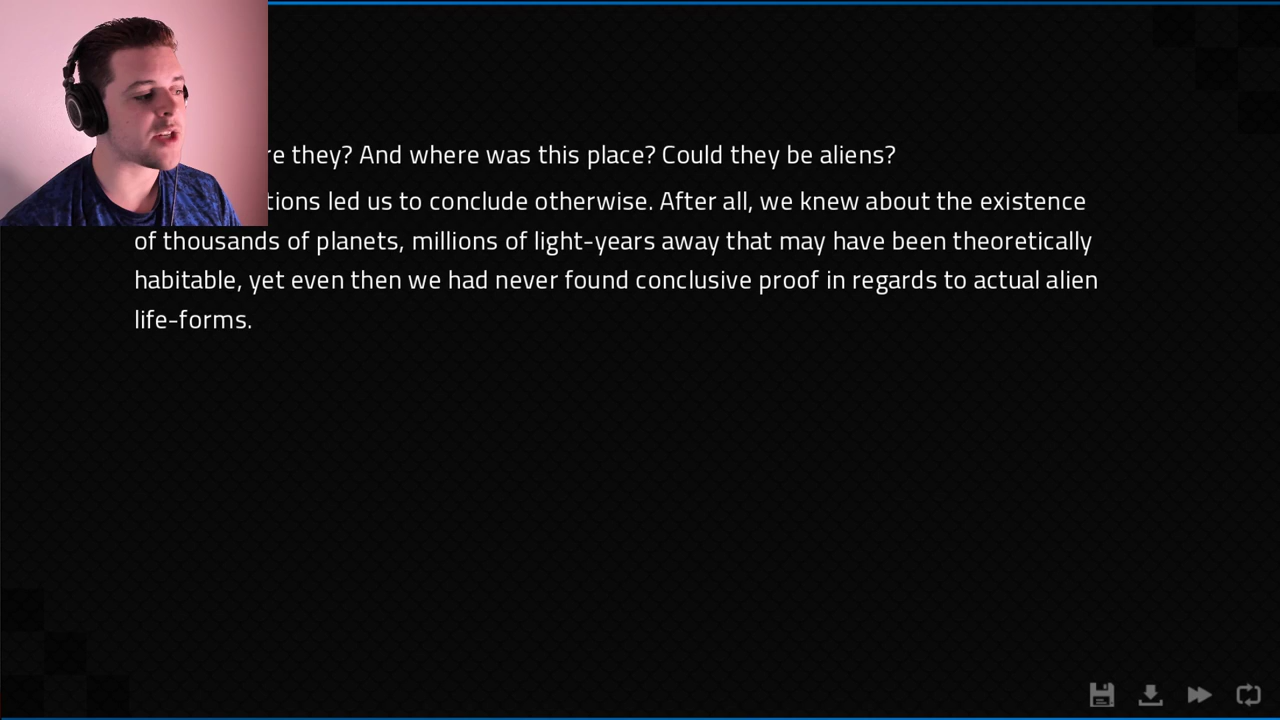 they? And where was this place? Could they be aliens?
led us to conclude otherwise. After all, we knew about the existence
of thousands of planets, millions of light-years away that may have been theoretically
habitable, yet even then we had never found conclusive proof in regards to actual alien
life-forms.